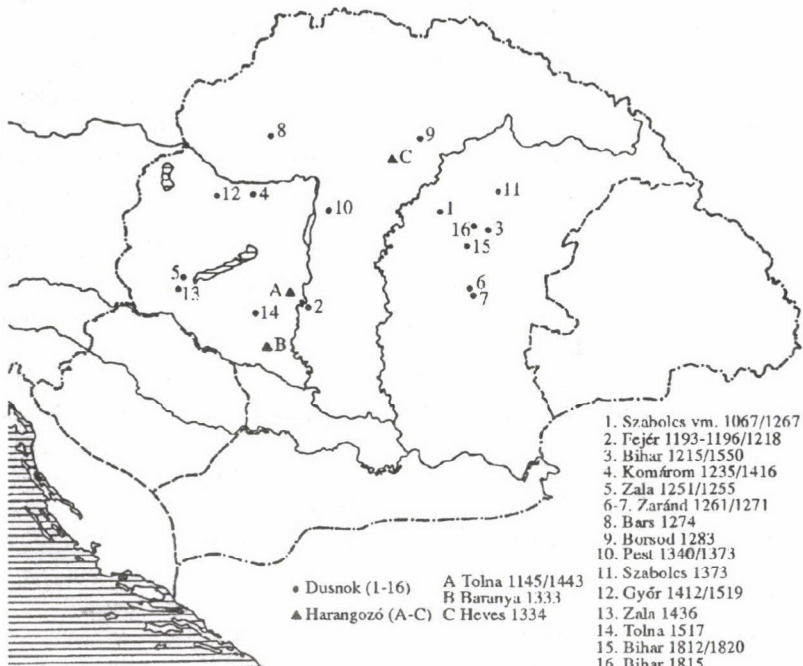 8
9
C
12
4
10
1
11
16
3
15
5
13
A
2
6
7
14
B
1. Szabolcs vm. 1067/1267
2. Fejér 1193-1196/1218
3. Bihar 1215/1550
4. Komárom 1235/1416
5. Zala 1251/1255
6-7. Zaránd 1261/1271
8. Bars 1274
9. Borsod 1283
10. Pest 1340/1373
11. Szabolcs 1373
12. Győr 1412/1519
13. Zala 1436
14. Tolna 1517
15. Bihar 1812/1820
16. Bihar 1815
• Dusnok (1-16)
▲ Harangozó (A-C)
A Tolna 1145/1443
B Baranya 1333
C Heves 1334